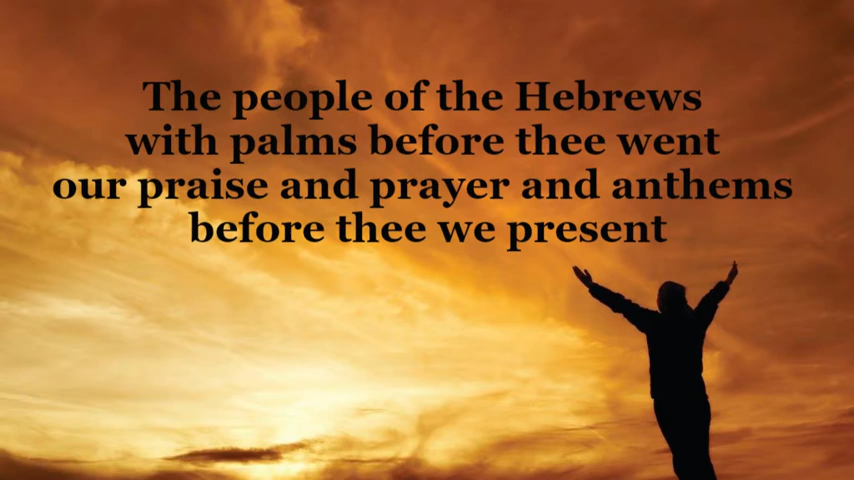 The people of the Hebrews
with palms before thee went
our praise and prayer and anthems
before thee we present